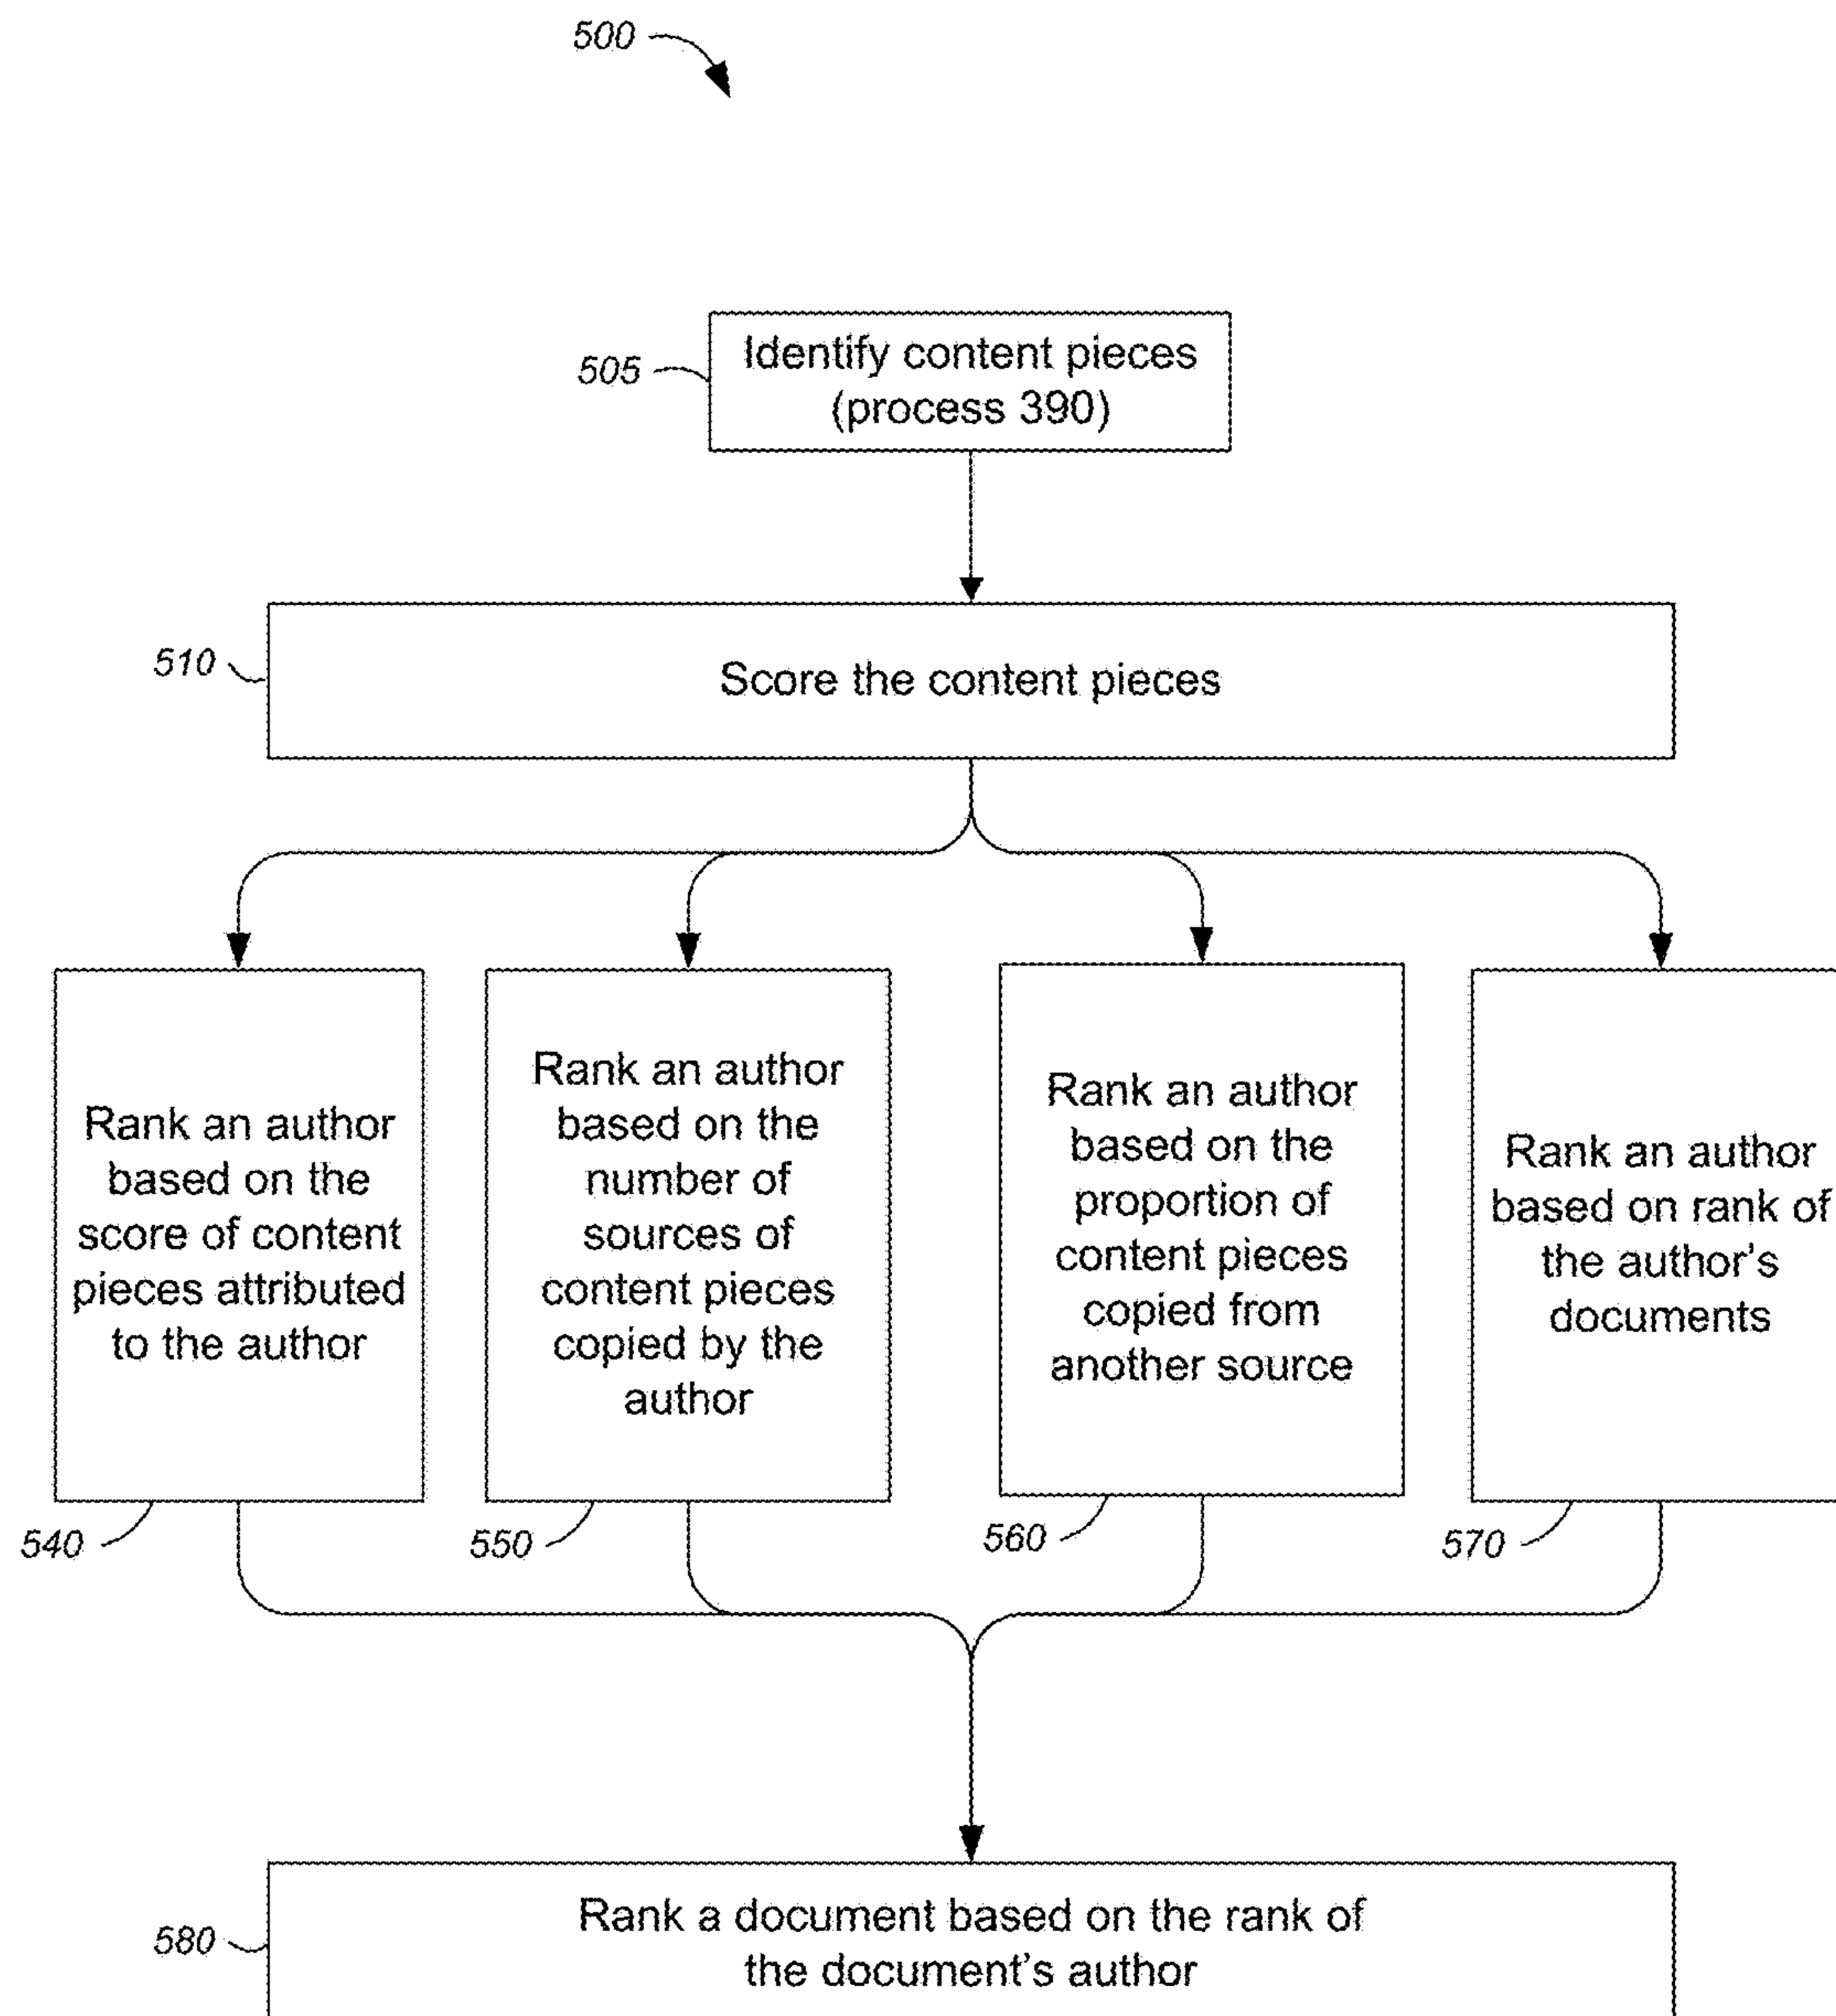 500
505
Identify content pieces
(process 390)
510
Score the content pieces
Rank an author
based on the
score of content
pieces attributed
to the author
540
Rank an author
based on the
number of
sources of
content pieces
copied by the
author
550
Rank an author
based on the
proportion of
content pieces
copied from
another source
560
Rank an author
based on rank of
the author's
documents
570
580
Rank a document based on the rank of
the document's author